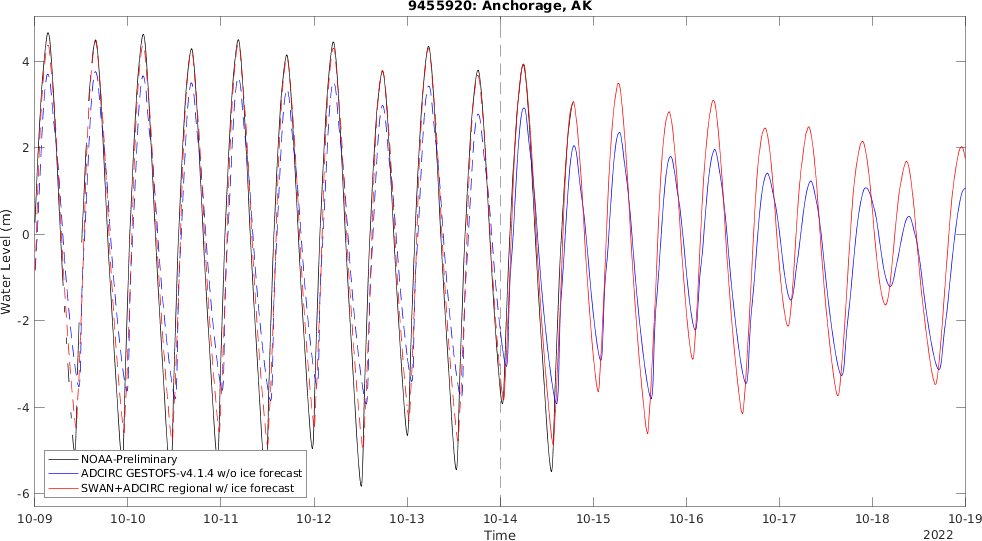 9455920: Anchorage, AK
Water Level (m)
4
2
0
-2
-4
-6
NOAA-Preliminary
ADCIRC GESTOFS-v4.1.4 w/o ice forecast
SWAN+ADCIRC regional w/ ice forecast
10-09 10-10 10-11 10-12 10-13 10-14 10-15 10-16 10-17 10-18 10-19
Time
2022